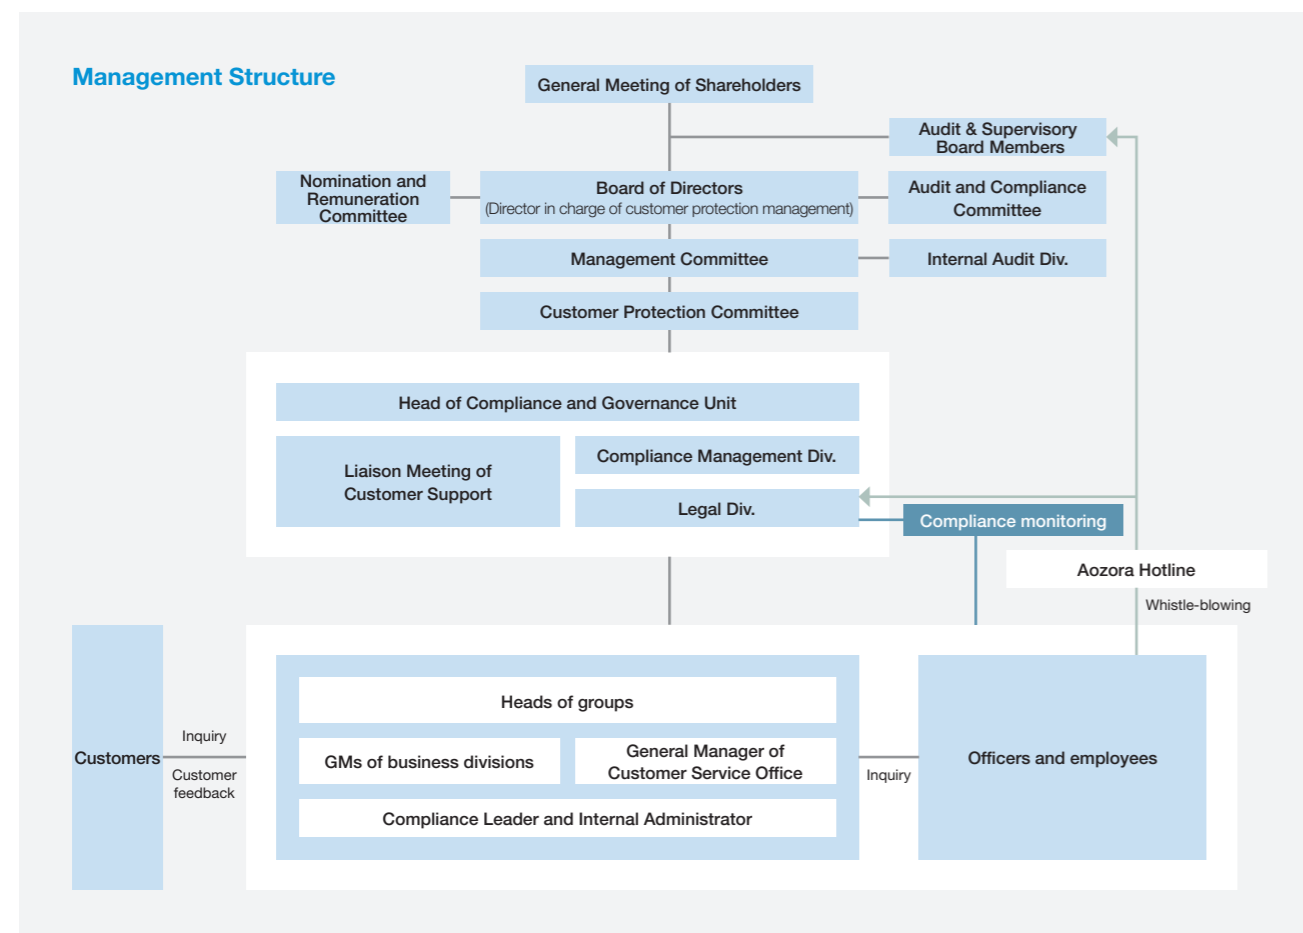 Management Structure
General Meeting of Shareholders
Audit & Supervisory
Board Members
Nomination and
Remuneration
Committee
Board of Directors
(Director in charge of customer protection management)
Audit and Compliance
Committee
Management Committee
Internal Audit Div.
Customer Protection Committee
Head of Compliance and Governance Unit
Liaison Meeting of
Customer Support
Compliance Management Div.
Legal Div.
Compliance monitoring
Aozora Hotline
Whistle-blowing
Customers
Inquiry
Customer
feedback
Heads of groups
GMs of business divisions
General Manager of
Customer Service Office
Compliance Leader and Internal Administrator
Inquiry
Officers and employees